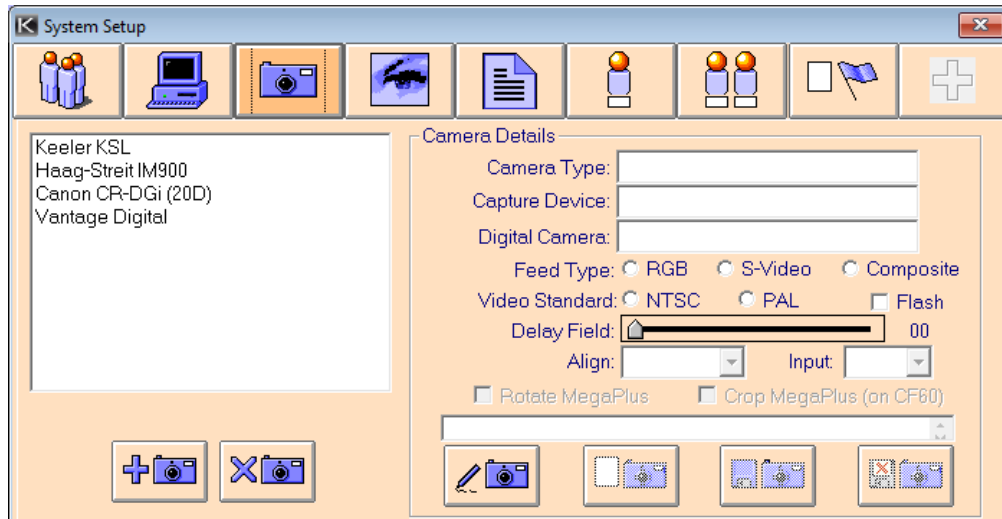 System Setup
Keeler KSL
Haag-Streit IM900
Canon CR-DGi (20D)
Vantage Digital
Camera Details
Camera Type:
Capture Device:
Digital Camera:
Feed Type: RGB S-Video Composite
Video Standard: NTSC PAL Flash
Delay Field: 00
Align: Input:
Rotate MegaPlus Crop MegaPlus (on CF60)